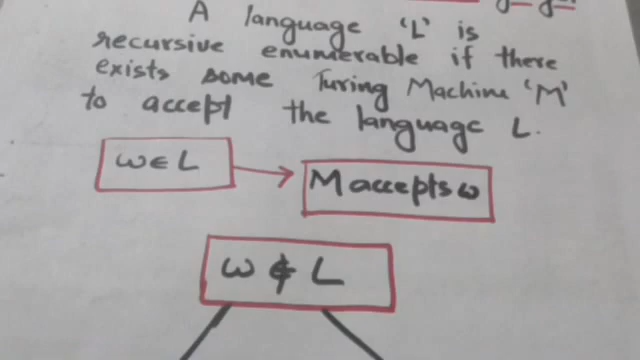 A language 'L' is
recursive enumerable if there
exists some Turing Machine 'M'
to accept the language L.
w ∈ L
M accepts w
w ∉ L